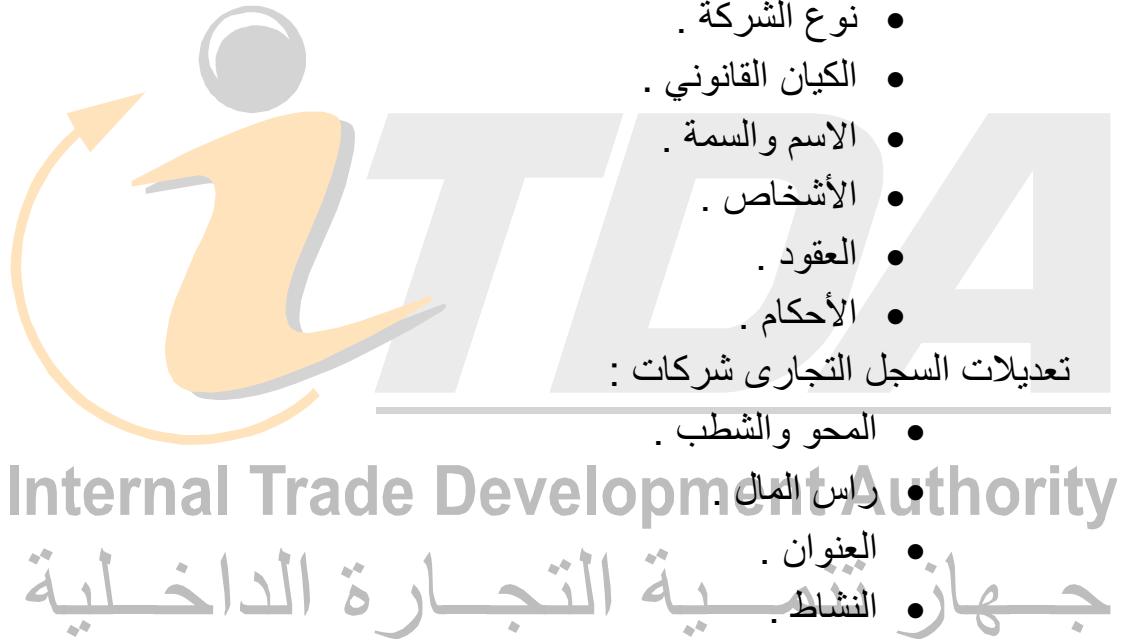 نوع الشركة .
الكيان القانوني .
الاسم والسمة .
الأشخاص .
العقود .
الأحكام .
تعديلات السجل التجارى شركات :
المحو والشطب .
راس المال .
العنوان .
النشاط .
iTDA
Internal Trade Development Authority
جهاز تنمية التجارة الداخلية